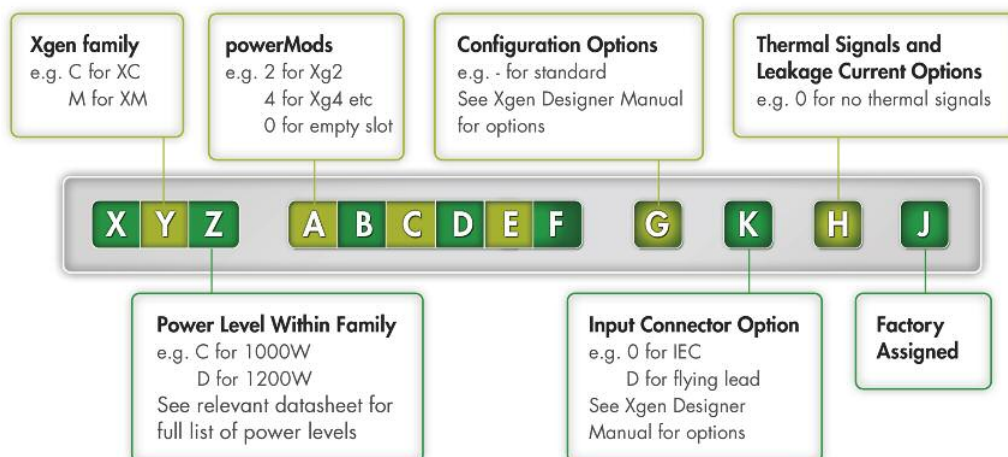 Xgen family
e.g. C for XC
M for XM
powerMods
e.g. 2 for Xg2
4 for Xg4 etc
0 for empty slot
Configuration Options
e.g. - for standard
See Xgen Designer Manual
for options
Thermal Signals and
Leakage Current Options
e.g. 0 for no thermal signals
X Y Z A B C D E F G K H J
Power Level Within Family
e.g. C for 1000W
D for 1200W
See relevant datasheet for
full list of power levels
Input Connector Option
e.g. 0 for IEC
D for flying lead
See Xgen Designer
Manual for options
Factory
Assigned